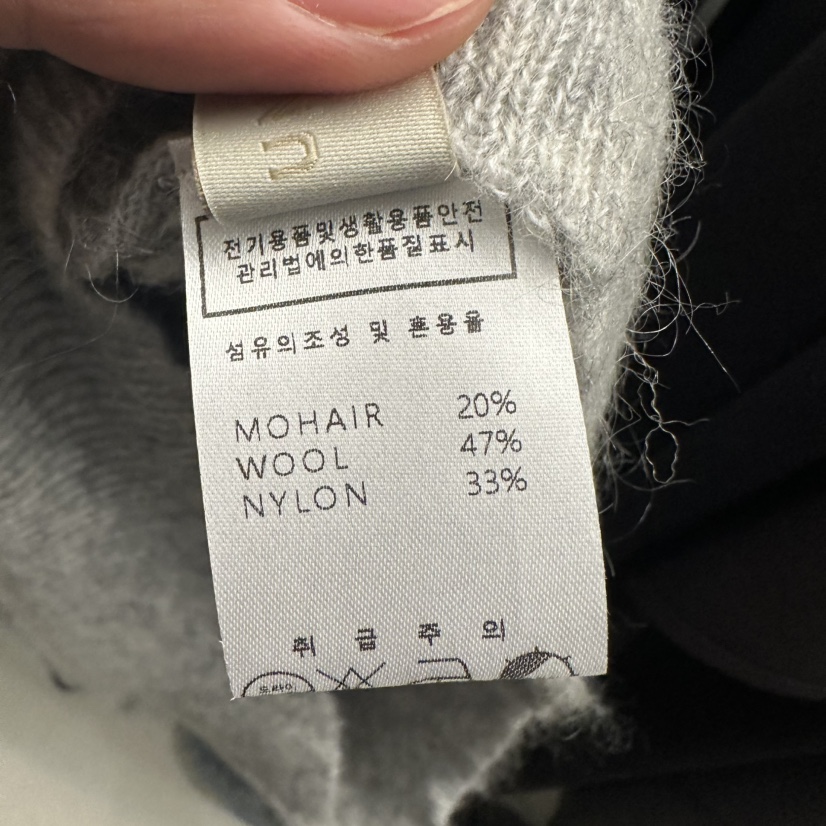 전기용품및생활용품안전
관리법에의한품질표시
섬유의조성 및 혼용율
MOHAIR 20%
WOOL 47%
NYLON 33%
취 급 주 의